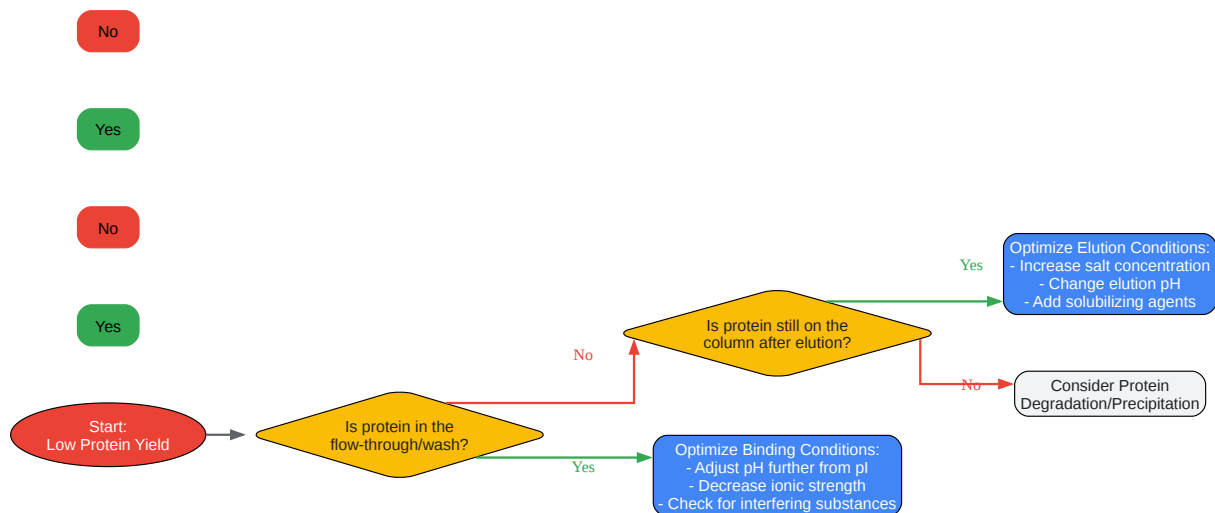 No
Yes
No
Yes
Start:
Low Protein Yield
Is protein in the
flow-through/wash?
No
Yes
Optimize Binding Conditions:
- Adjust pH further from pI
- Decrease ionic strength
- Check for interfering substances
Is protein still on the
column after elution?
Yes
No
Optimize Elution Conditions:
- Increase salt concentration
- Change elution pH
- Add solubilizing agents
Consider Protein
Degradation/Precipitation